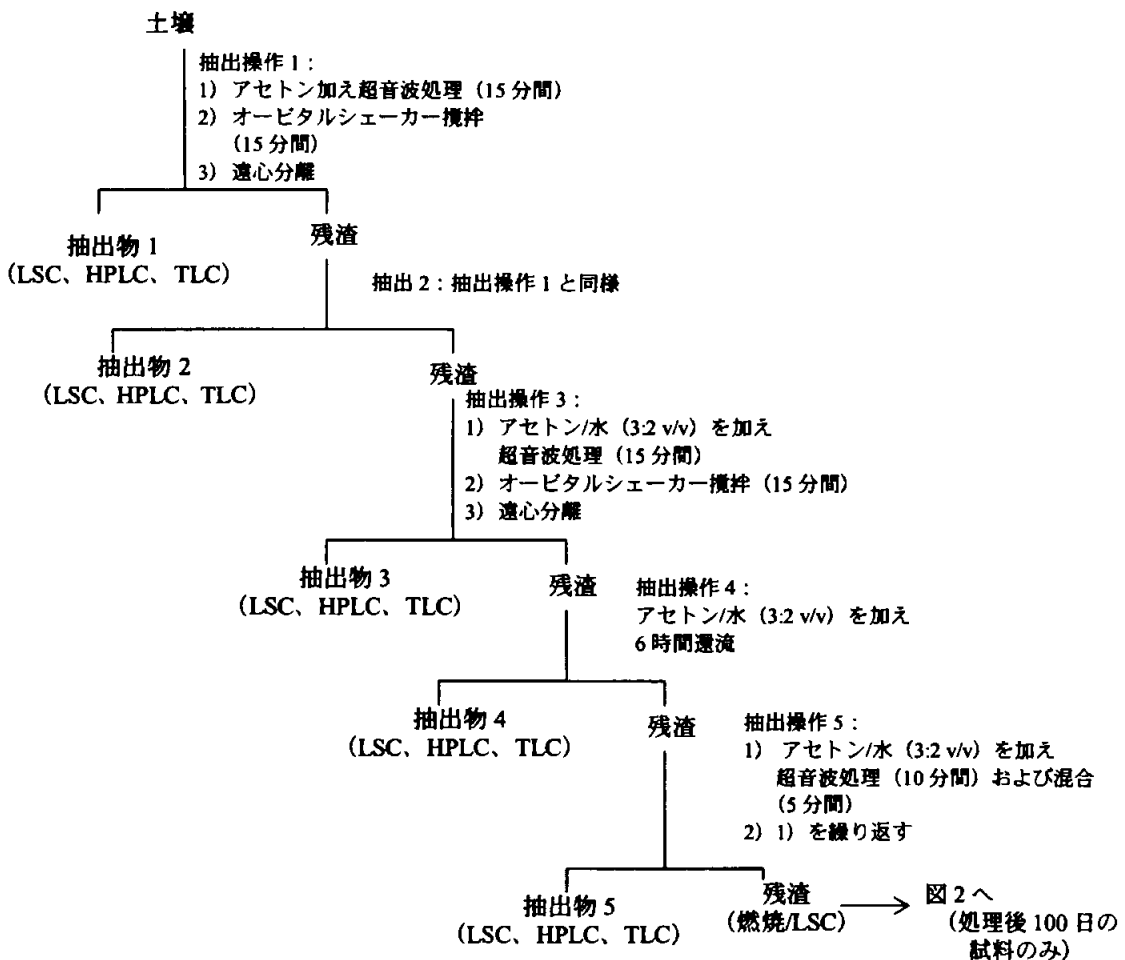 土壌
抽出操作 1：
1）アセトン加え超音波処理（15 分間）
2）オービタルシェーカー攪拌
（15 分間）
3）遠心分離
抽出物 1
（LSC、HPLC、TLC）
残渣
抽出 2：抽出操作 1 と同様
抽出物 2
（LSC、HPLC、TLC）
残渣
抽出操作 3：
1）アセトン/水（3:2 v/v）を加え
超音波処理（15 分間）
2）オービタルシェーカー攪拌（15 分間）
3）遠心分離
抽出物 3
（LSC、HPLC、TLC）
残渣
抽出操作 4：
アセトン/水（3:2 v/v）を加え
6 時間還流
抽出物 4
（LSC、HPLC、TLC）
残渣
抽出操作 5：
1） アセトン/水（3:2 v/v）を加え
超音波処理（10 分間）および混合
（5 分間）
2）1）を繰り返す
抽出物 5
（LSC、HPLC、TLC）
残渣
（燃焼/LSC）
図 2 へ
（処理後 100 日の
試料のみ）